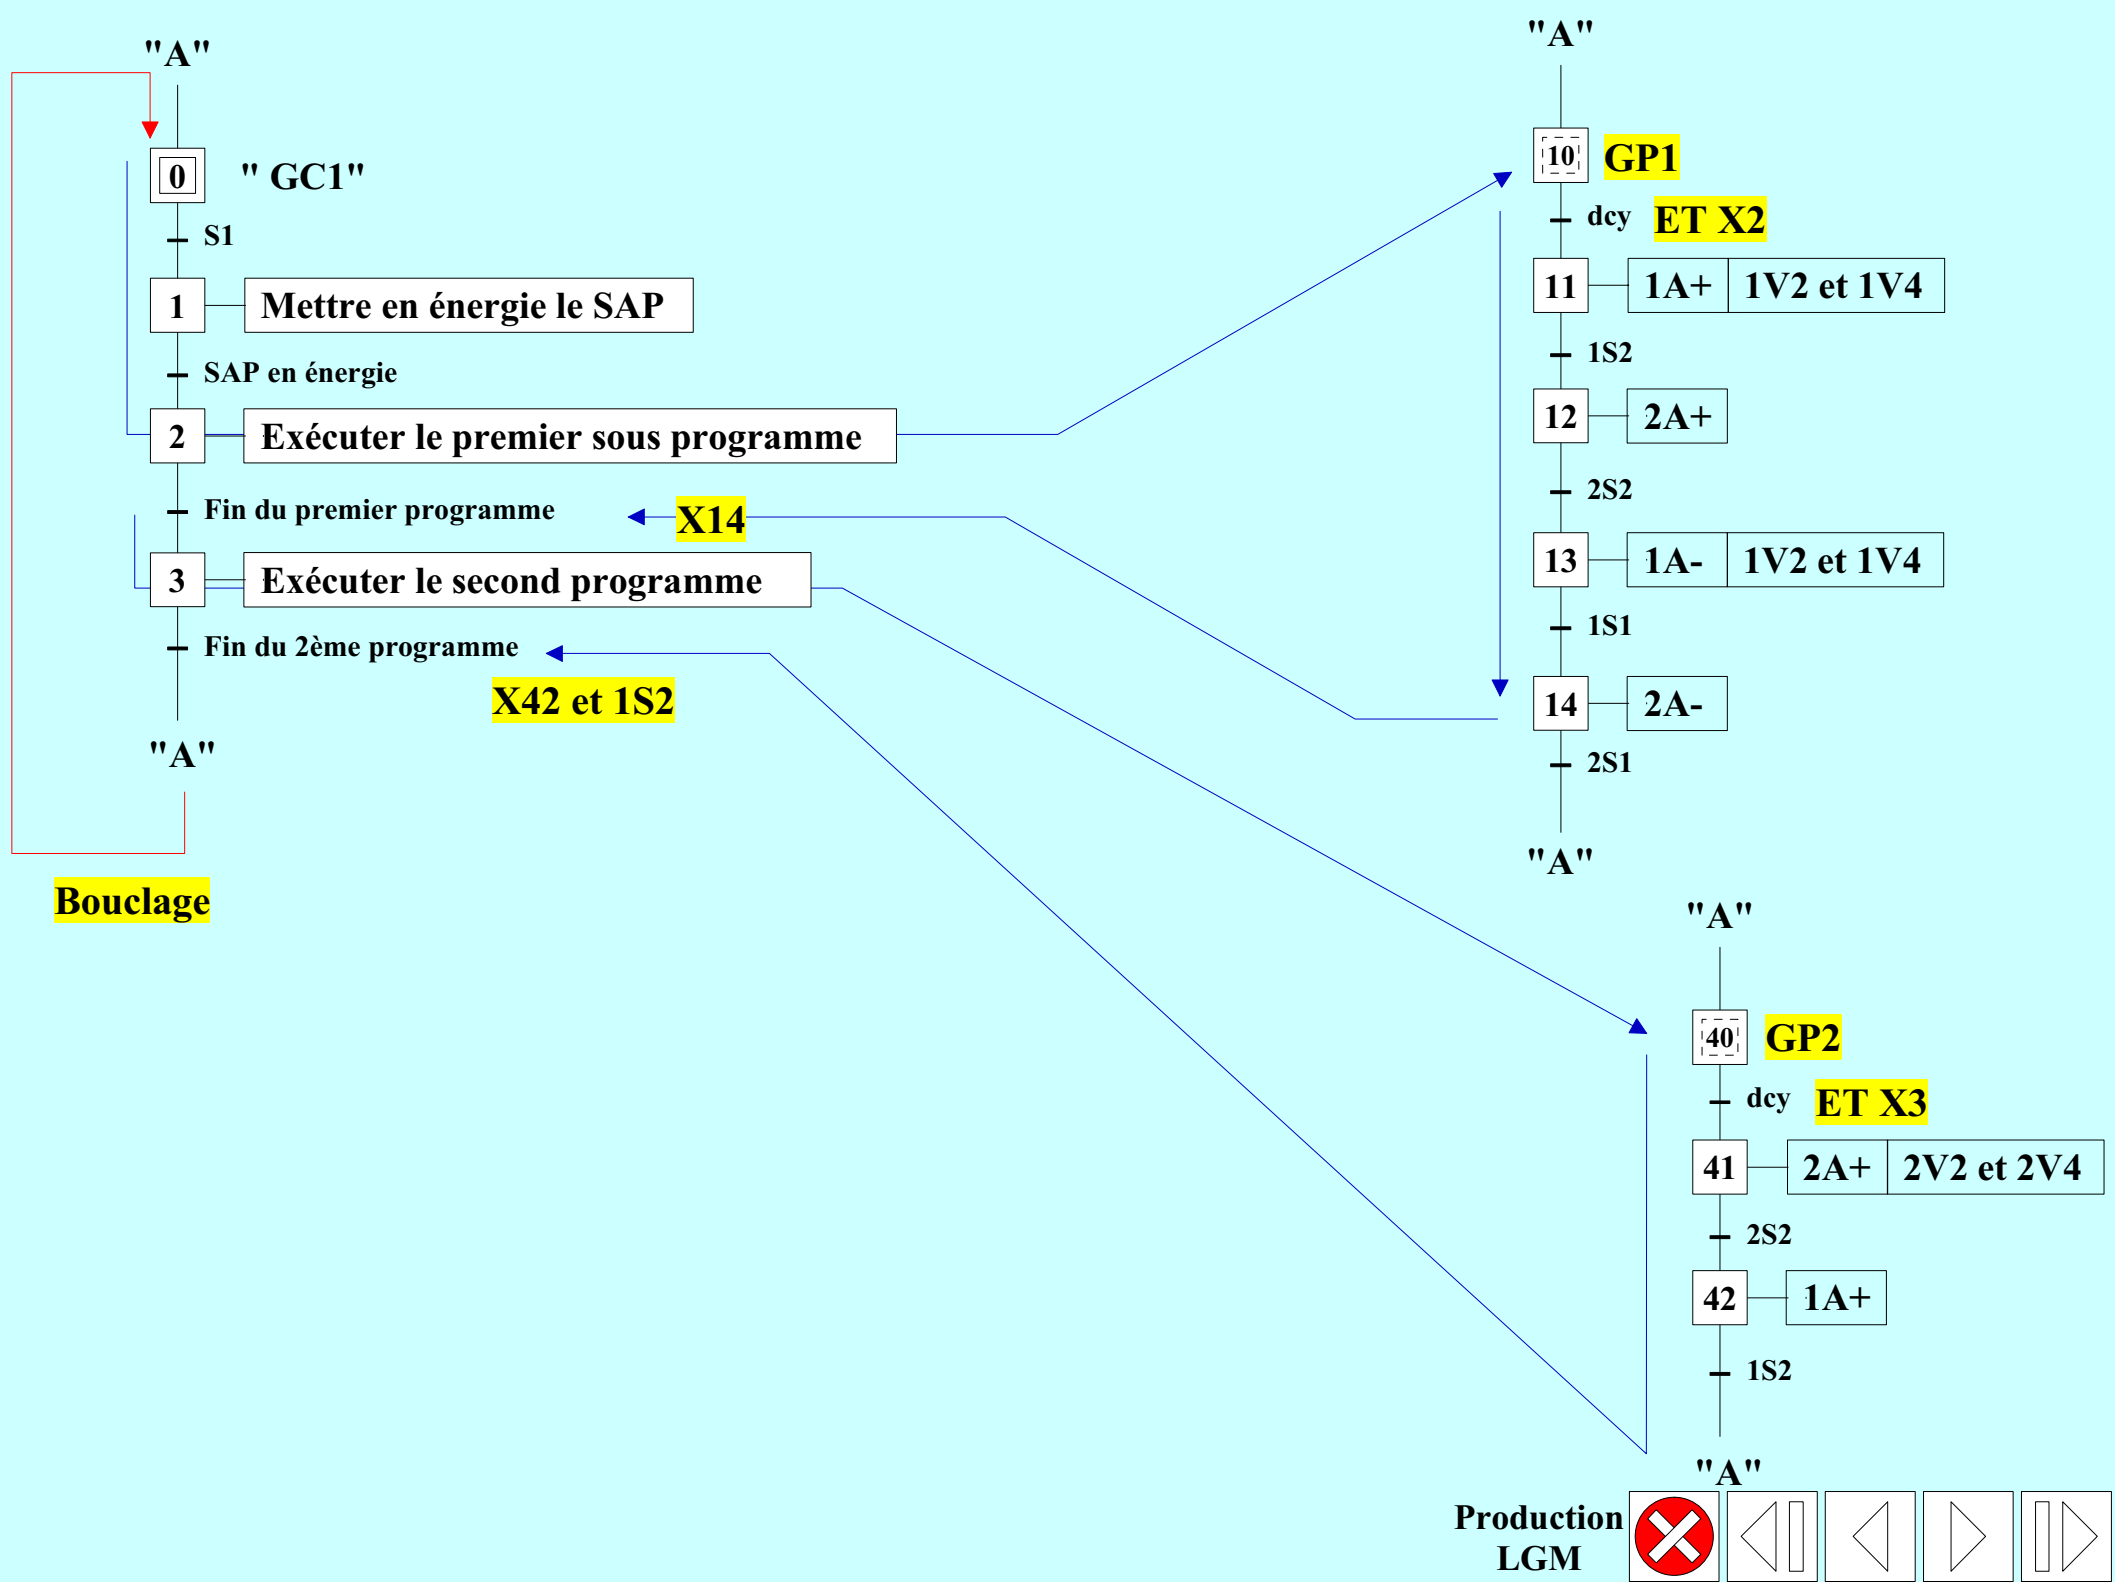 "A"
0
" GC1"
S1
1
Mettre en énergie le SAP
SAP en énergie
2
Exécuter le premier sous programme
Fin du premier programme
X14
3
Exécuter le second programme
Fin du 2ème programme
X42 et 1S2
"A"
Bouclage
"A"
10
GP1
dcy ET X2
11
1A+ 1V2 et 1V4
1S2
12
2A+
2S2
13
1A- 1V2 et 1V4
1S1
14
2A-
2S1
"A"
"A"
40
GP2
dcy ET X3
41
2A+ 2V2 et 2V4
2S2
42
1A+
1S2
"A"
Production
LGM